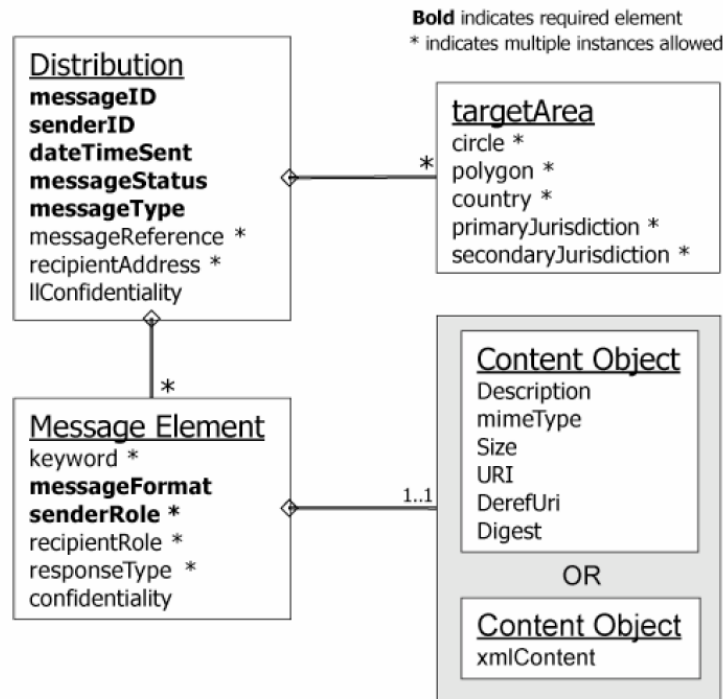 Bold indicates required element
* indicates multiple instances allowed
Distribution
messageID
senderID
dateTimeSent
messageStatus
messageType
messageReference *
recipientAddress *
llConfidentiality
*
targetArea
circle *
polygon *
country *
primaryJurisdiction *
secondaryJurisdiction *
*
Message Element
keyword *
messageFormat
senderRole *
recipientRole *
responseType *
confidentiality
1..1
Content Object
Description
mimeType
Size
URI
DerefUri
Digest
OR
Content Object
xmlContent